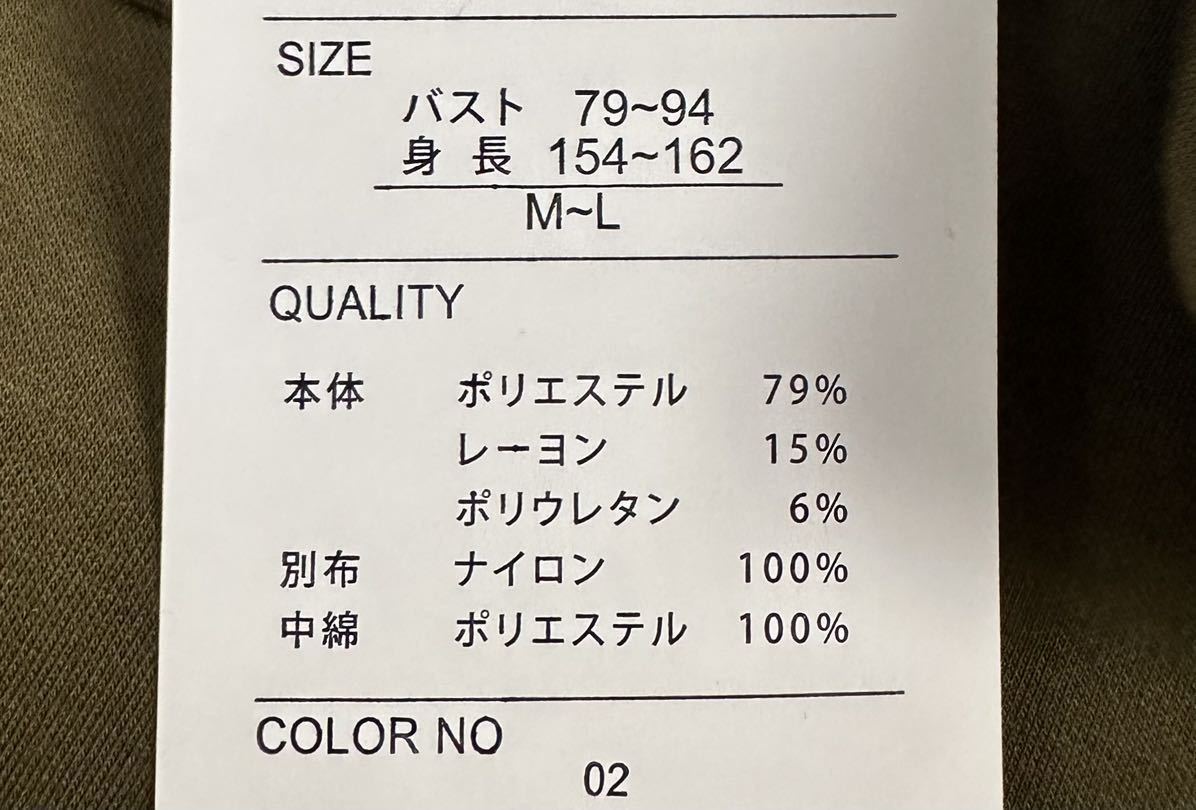 SIZE
バスト 79~94
身 長 154~162
M~L
QUALITY
本体 ポリエステル 79%
レーヨン 15%
ポリウレタン 6%
別布 ナイロン 100%
中綿 ポリエステル 100%
COLOR NO
02